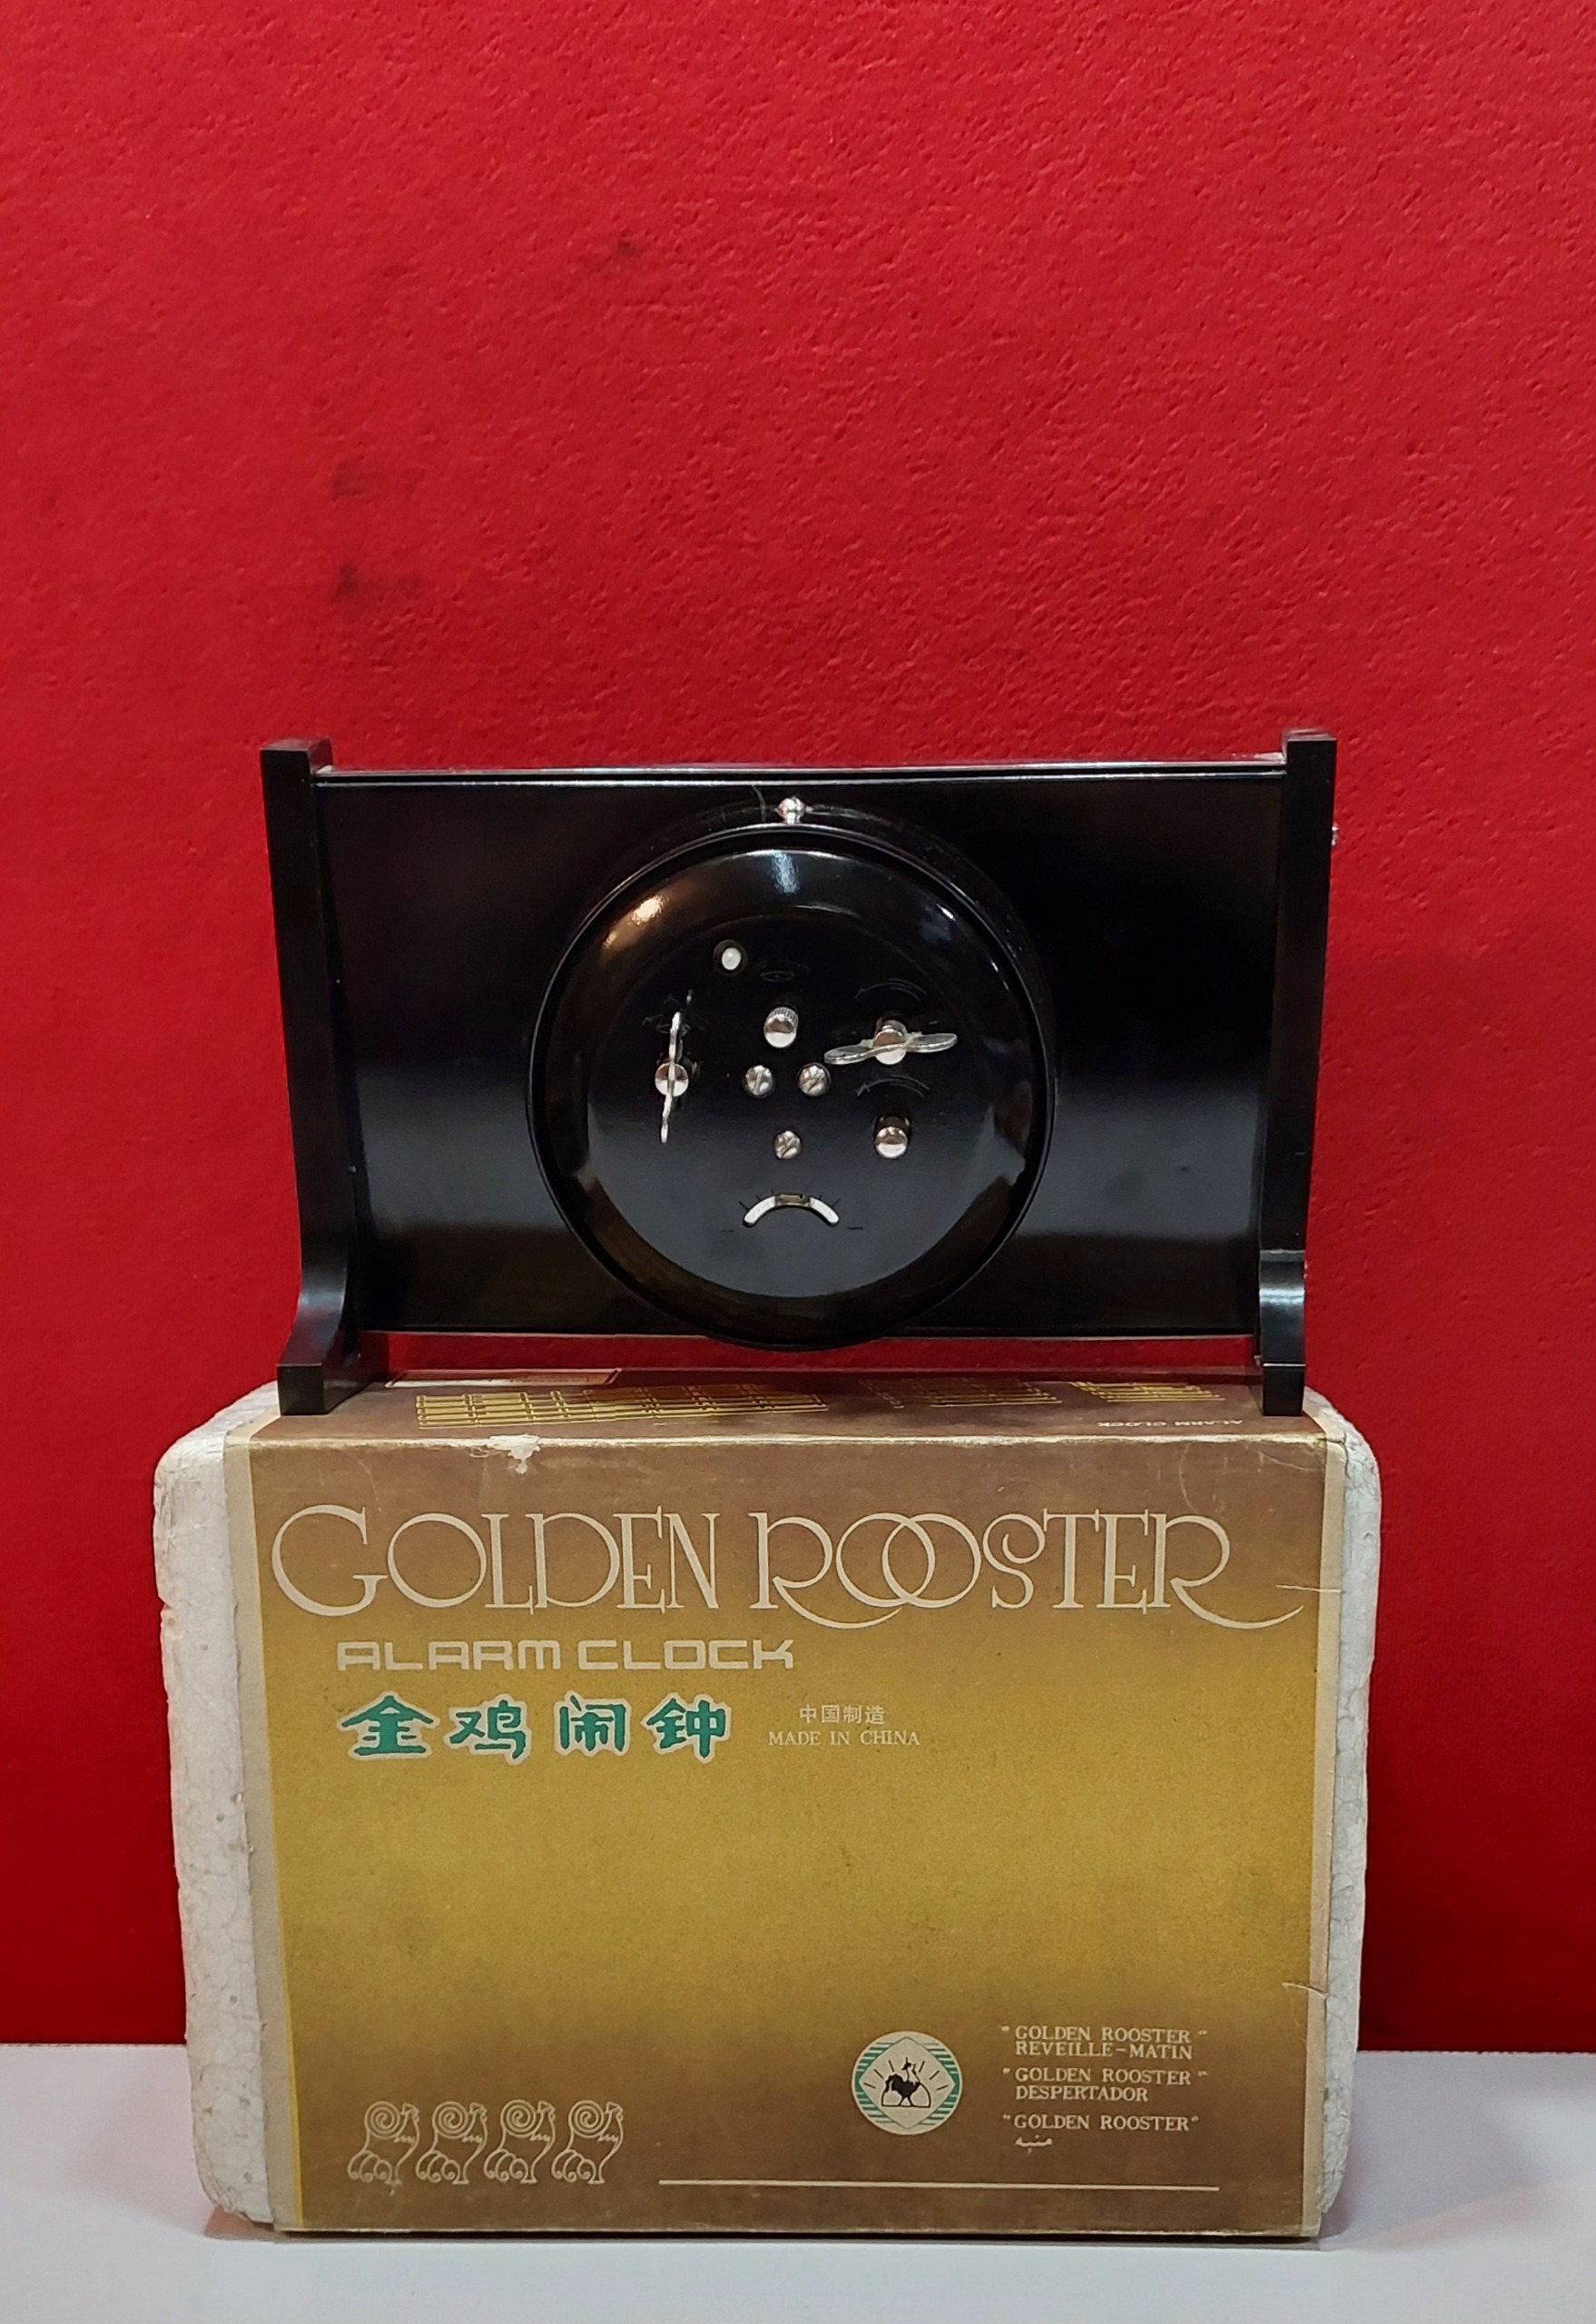 ALARM CLOCK
GOLDEN ROOSTER
ALARM CLOCK
金鸡闹钟
中国制造
MADE IN CHINA
"GOLDEN ROOSTER"
REVEILLE-MATIN
"GOLDEN ROOSTER"
DESPERTADOR
"GOLDEN ROOSTER"
منبه